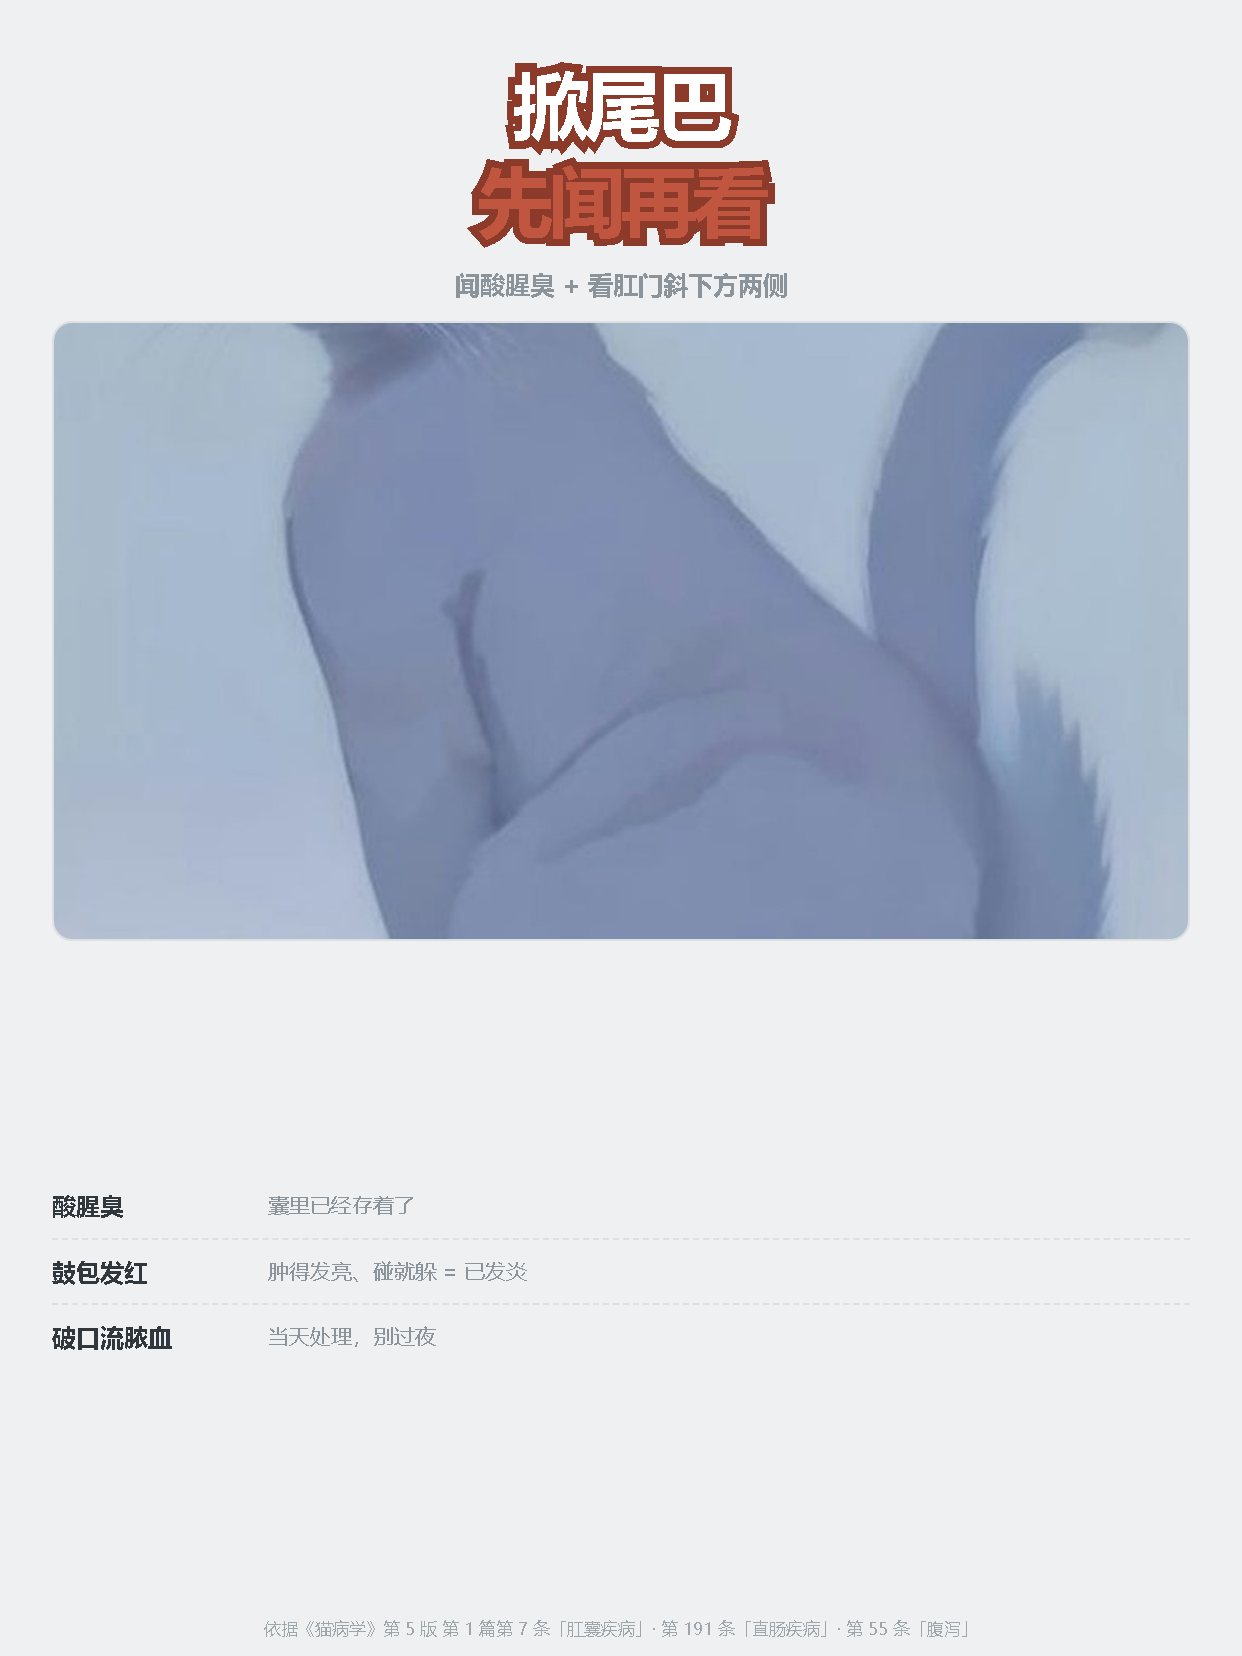 掀尾巴
先闻再看
闻酸腥臭 + 看肛门斜下方两侧
酸腥臭 囊里已经存着了
鼓包发红 肿得发亮、碰就躲 = 已发炎
破口流脓血 当天处理，别过夜
依据《猫病学》第 5 版 第 1 篇第 7 条「肛囊疾病」· 第 191 条「直肠疾病」· 第 55 条「腹泻」